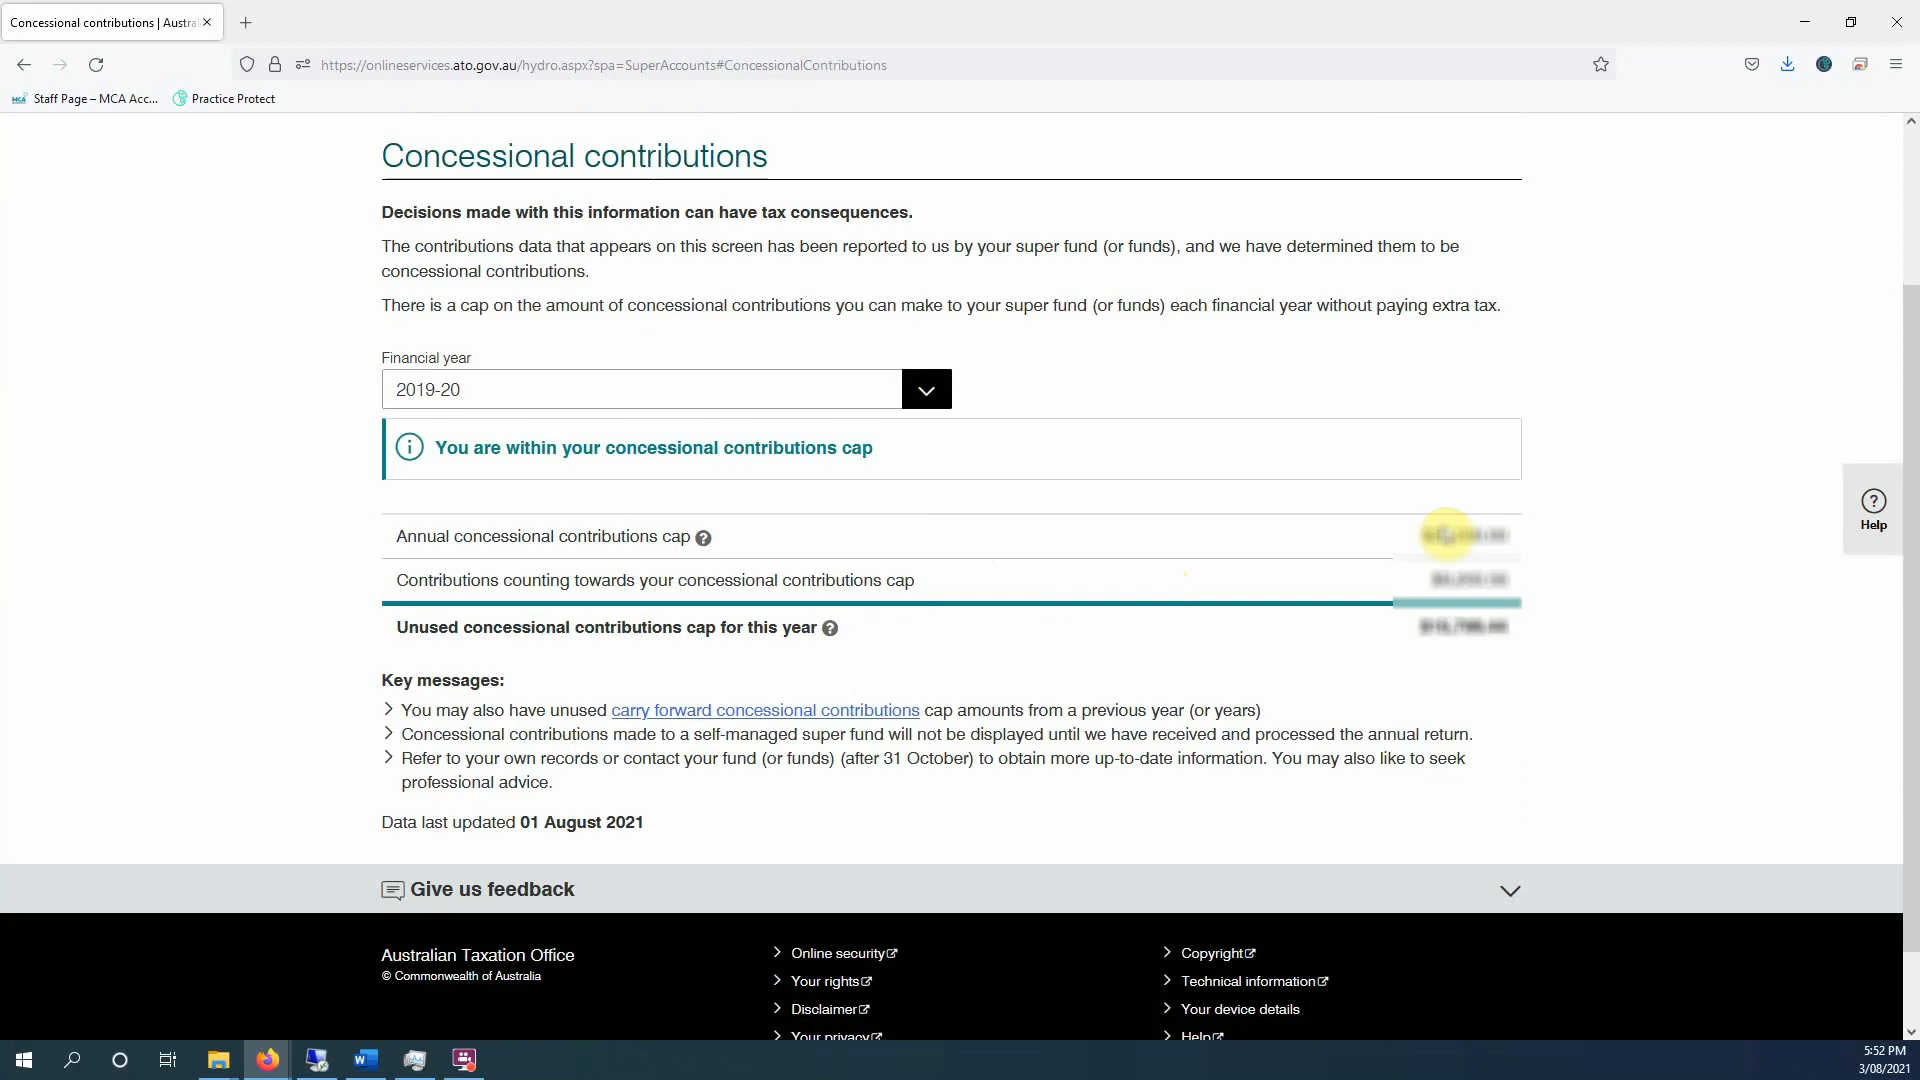 Concessional contributions | Austra
https://onlineservices.ato.gov.au/hydro.aspx?spa=SuperAccounts#ConcessionalContributions
Staff Page – MCA Acc... Practice Protect
Concessional contributions
Decisions made with this information can have tax consequences.
The contributions data that appears on this screen has been reported to us by your super fund (or funds), and we have determined them to be
concessional contributions.
There is a cap on the amount of concessional contributions you can make to your super fund (or funds) each financial year without paying extra tax.
Financial year
2019-20
You are within your concessional contributions cap
Help
Annual concessional contributions cap
Contributions counting towards your concessional contributions cap
Unused concessional contributions cap for this year
Key messages:
You may also have unused carry forward concessional contributions cap amounts from a previous year (or years)
Concessional contributions made to a self-managed super fund will not be displayed until we have received and processed the annual return.
Refer to your own records or contact your fund (or funds) (after 31 October) to obtain more up-to-date information. You may also like to seek
professional advice.
Data last updated 01 August 2021
Give us feedback
Australian Taxation Office
© Commonwealth of Australia
Online security
Your rights
Disclaimer
Your privacy
Copyright
Technical information
Your device details
Help
5:52 PM
3/08/2021